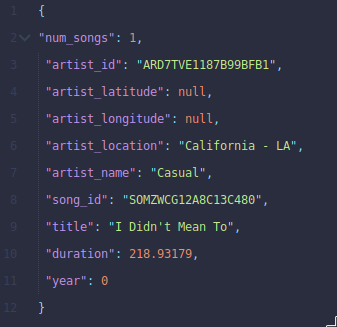 1 {
2 "num_songs": 1,
3 "artist_id": "ARD7TVE1187B99BFB1",
4 "artist_latitude": null,
5 "artist_longitude": null,
6 "artist_location": "California - LA",
7 "artist_name": "Casual",
8 "song_id": "SOMZWCG12A8C13C480",
9 "title": "I Didn't Mean To",
10 "duration": 218.93179,
11 "year": 0
12 }